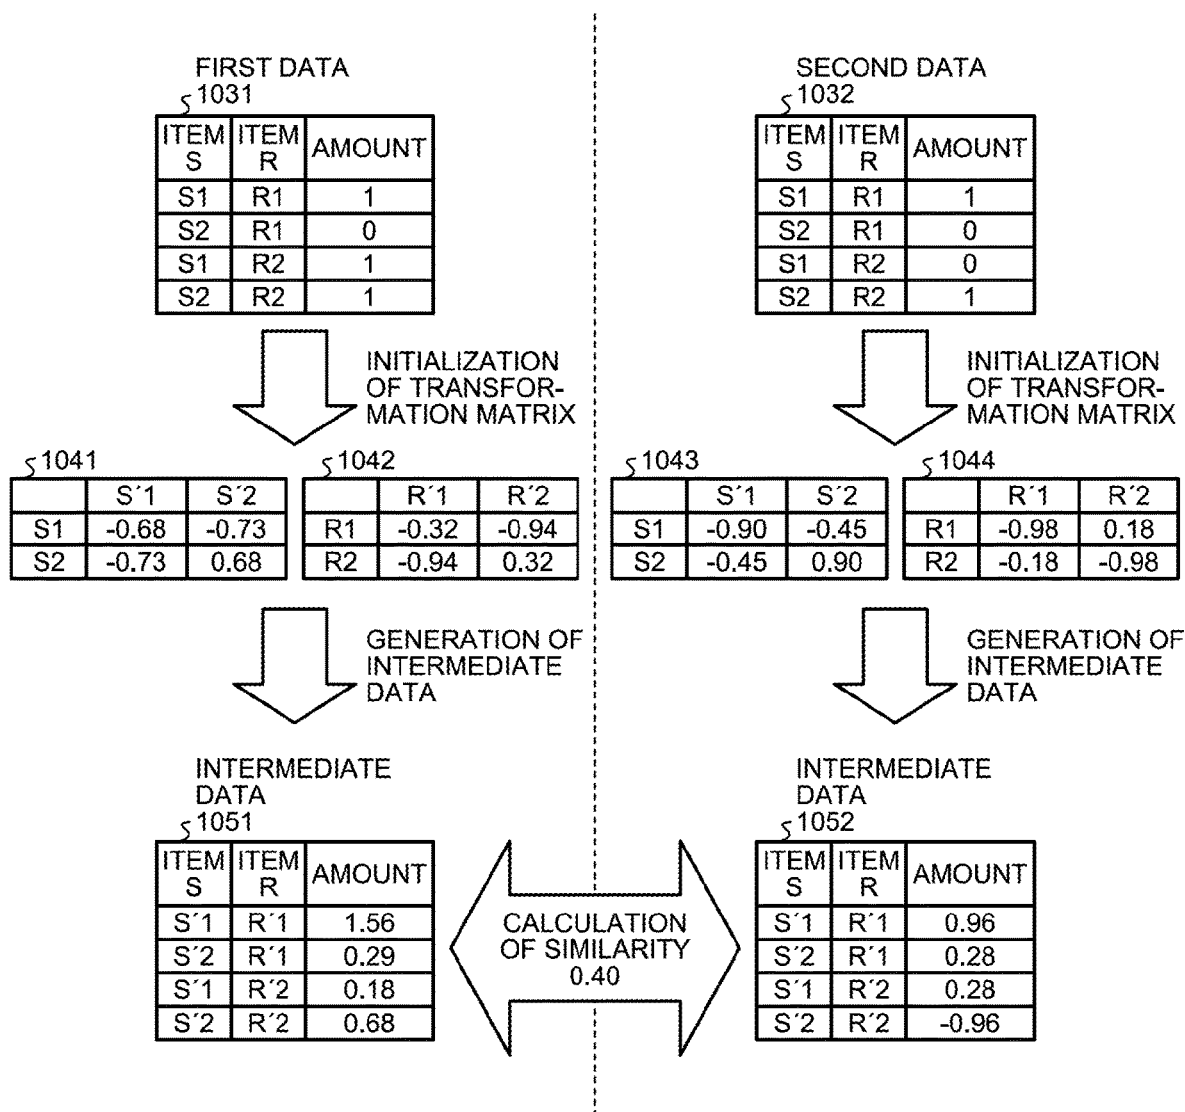 FIRST DATA
1031
ITEM S ITEM R AMOUNT
S1 R1 1
S2 R1 0
S1 R2 1
S2 R2 1
INITIALIZATION
OF TRANSFOR-
MATION MATRIX
1041
S´1 S´2
S1 -0.68 -0.73
S2 -0.73 0.68
1042
R´1 R´2
R1 -0.32 -0.94
R2 -0.94 0.32
GENERATION OF
INTERMEDIATE
DATA
INTERMEDIATE
DATA
1051
ITEM S ITEM R AMOUNT
S´1 R´1 1.56
S´2 R´1 0.29
S´1 R´2 0.18
S´2 R´2 0.68
CALCULATION
OF SIMILARITY
0.40
SECOND DATA
1032
ITEM S ITEM R AMOUNT
S1 R1 1
S2 R1 0
S1 R2 0
S2 R2 1
INITIALIZATION
OF TRANSFOR-
MATION MATRIX
1043
S´1 S´2
S1 -0.90 -0.45
S2 -0.45 0.90
1044
R´1 R´2
R1 -0.98 0.18
R2 -0.18 -0.98
GENERATION OF
INTERMEDIATE
DATA
INTERMEDIATE
DATA
1052
ITEM S ITEM R AMOUNT
S´1 R´1 0.96
S´2 R´1 0.28
S´1 R´2 0.28
S´2 R´2 -0.96